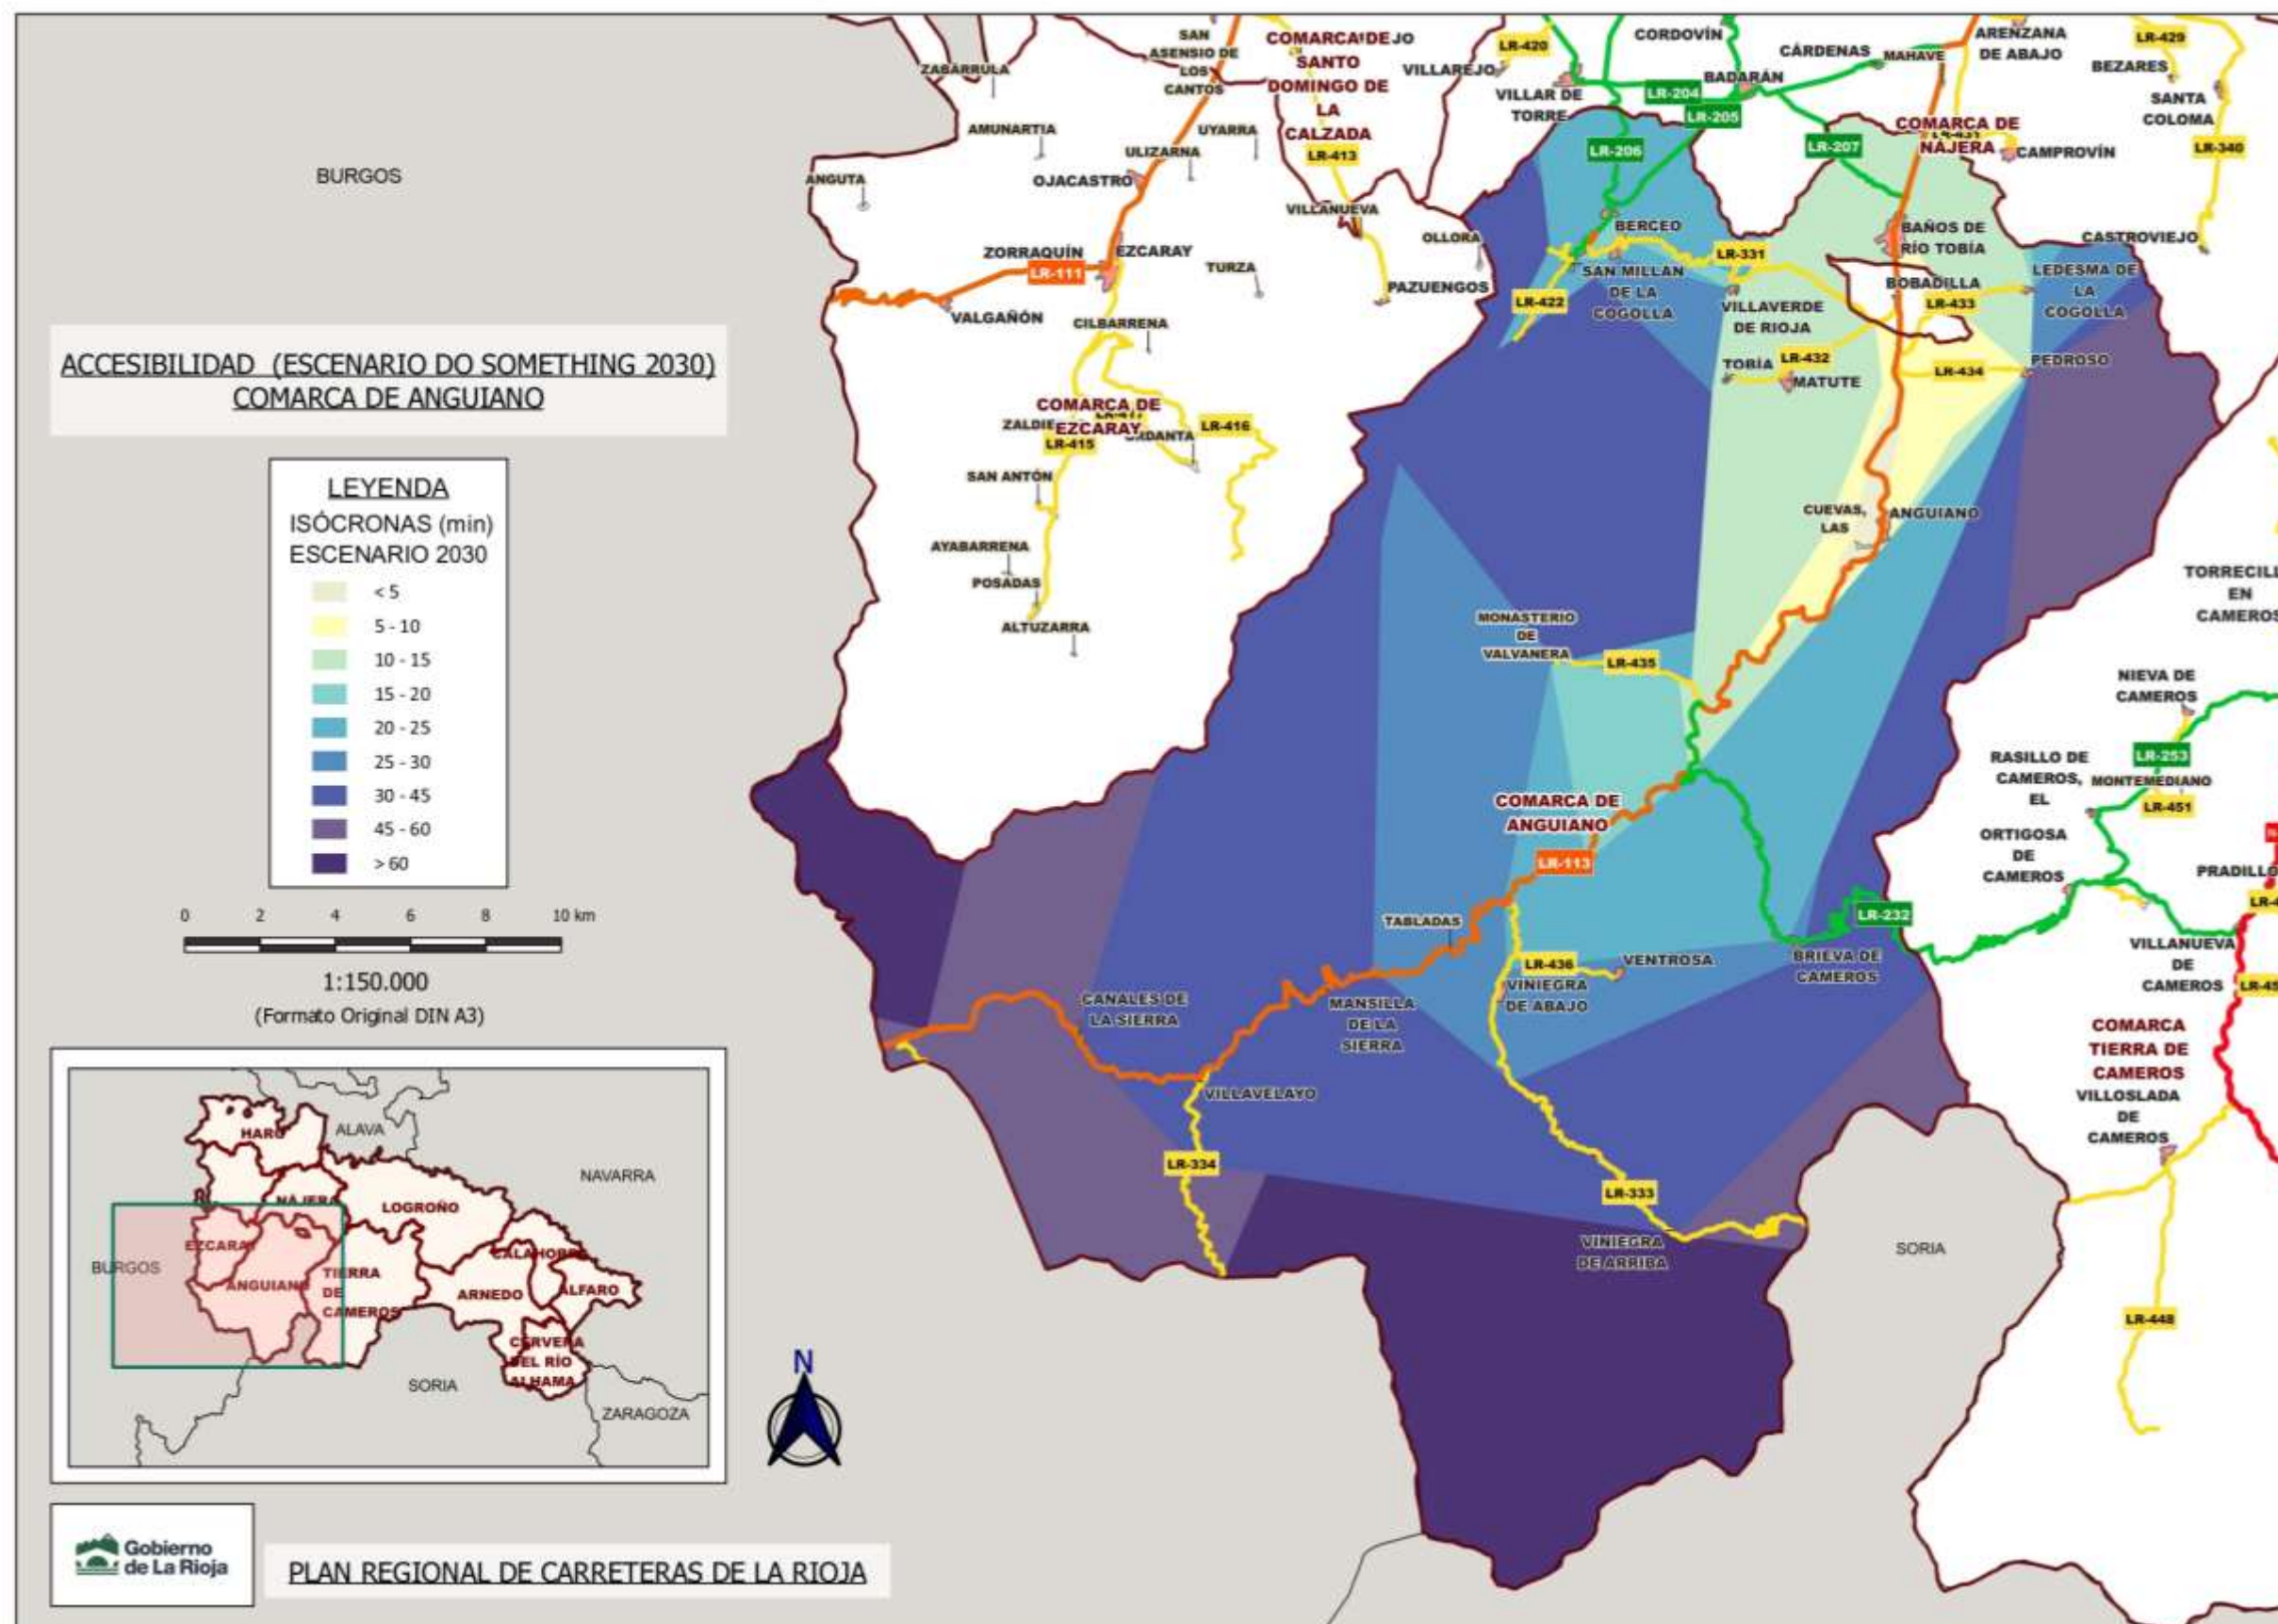 BURGOS
ACCESIBILIDAD (ESCENARIO DO SOMETHING 2030)
COMARCA DE ANGUIANO
LEYENDA
ISÓCRONAS (min)
ESCENARIO 2030
< 5
5 - 10
10 - 15
15 - 20
20 - 25
25 - 30
30 - 45
45 - 60
> 60
0 2 4 6 8 10 km
1:150.000
(Formato Original DIN A3)
HARO
ALAVA
NAVARRA
NÁJERA
LOGROÑO
EZCARAY
BURGOS
ANGUIANO
TIERRA
DE
CAMEROS
ARNEDO
ALFARO
CERVERA
DEL RÍO
ALHAMA
SORIA
ZARAGOZA
N
Gobierno
de La Rioja
PLAN REGIONAL DE CARRETERAS DE LA RIOJA
ZABÁRRULA
SAN
ASENSIO DE
LOS
CANTOS
COMARCA DE
SANTO
DOMINGO DE
LA
CALZADA
AMUNARTIA
UYARRA
ULIZARNA
LR-413
ANGUTA
OJACASTRO
VILLANUEVA
ZORRAQUÍN
EZCARAY
LR-111
TURZA
OLLORA
PAZUENGOS
VALGAÑÓN
CILBARRENA
COMARCA DE
EZCARAY
LR-415
LR-416
SAN ANTÓN
AYABARRENA
POSADAS
ALTUZARRA
LR-420
VILLAREJO
VILLAR DE
TORRE
CORDOVÍN
BADARÁN
CÁRDENAS
MAHAVE
ARENZANA
DE ABAJO
LR-429
BEZARES
SANTA
COLOMA
LR-204
LR-205
LR-206
LR-207
COMARCA DE
NÁJERA
CAMPROVÍN
LR-340
BERCEO
BAÑOS DE
RÍO TOBÍA
CASTROVIEJO
LR-331
SAN MILLÁN
DE LA
COGOLLA
LR-422
VILLAVERDE
DE RIOJA
BOBADILLA
LR-433
LEDESMA DE
LA
COGOLLA
TOBÍA
LR-432
MATUTE
LR-434
PEDROSO
CUEVAS,
LAS
ANGUIANO
MONASTERIO
DE
VALVANERA
LR-435
COMARCA DE
ANGUIANO
LR-113
TABLADAS
LR-436
VENTROSA
VINIEGRA
DE ABAJO
BRIEVA DE
CAMEROS
LR-232
CANALES DE
LA SIERRA
MANSILLA
DE LA
SIERRA
VILLAVELAYO
LR-334
LR-333
VINIEGRA
DE ARRIBA
SORIA
EN
NIEVA DE
CAMEROS
LR-253
RASILLO DE
CAMEROS,
EL
MONTEMEDIANO
LR-451
ORTIGOSA
DE
CAMEROS
VILLANUEVA
DE
CAMEROS
COMARCA
TIERRA DE
CAMEROS
VILLOSLADA
DE
CAMEROS
LR-448